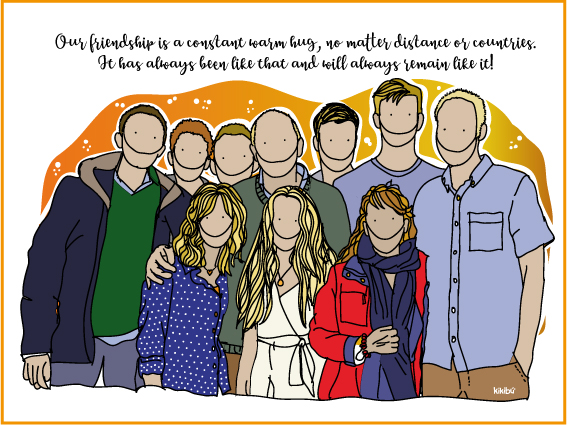 Our friendship is a constant warm hug, no matter distance or countries.
It has always been like that and will always remain like it!
kikibú